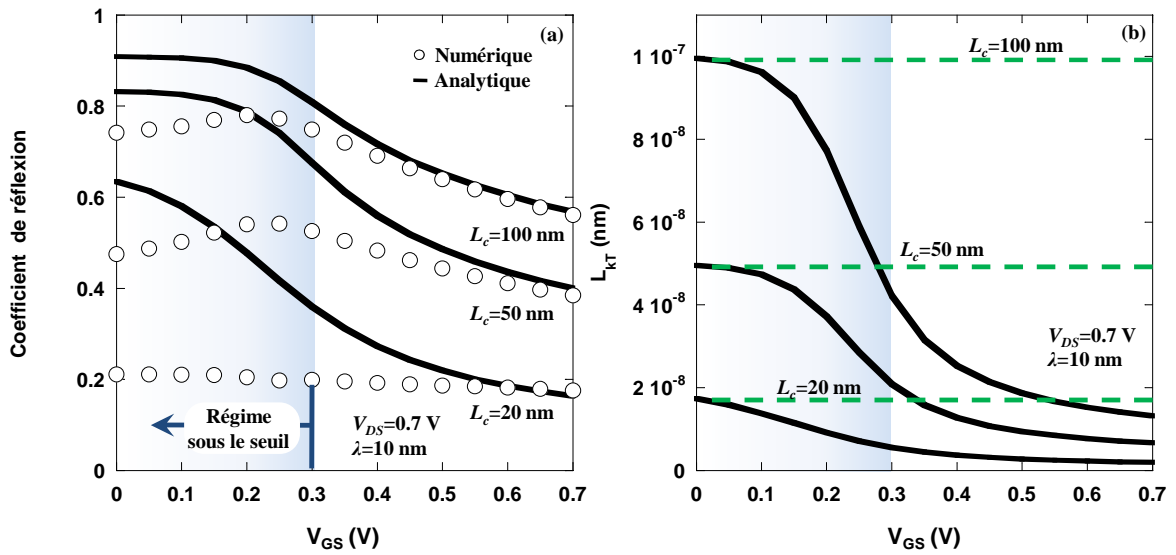 (a)
Numérique
Analytique
L_c=100 nm
L_c=50 nm
L_c=20 nm
Régime
sous le seuil
V_DS=0.7 V
λ=10 nm
Coefficient de réflexion
1
0.8
0.6
0.4
0.2
0
0 0.1 0.2 0.3 0.4 0.5 0.6 0.7
V_GS (V)
(b)
L_c=100 nm
L_c=50 nm
L_c=20 nm
V_DS=0.7 V
λ=10 nm
L_kT (nm)
1 10^-7
8 10^-8
6 10^-8
4 10^-8
2 10^-8
0
0 0.1 0.2 0.3 0.4 0.5 0.6 0.7
V_GS (V)